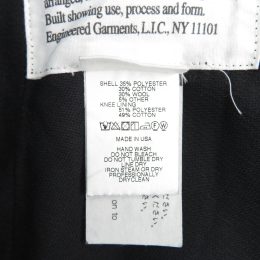 arranged,
Built showing use, process and form.
Engineered Garments, L.I.C., NY 11101
SHELL 35% POLYESTER
30% COTTON
30% WOOL
5% OTHER
KNEE LINING
51% POLYESTER
49% COTTON
MADE IN USA
HAND WASH
DO NOT BLEACH
DO NOT TUMBLE DRY
LINE DRY
IRON STEAM OR DRY
PROFESSIONALLY
DRYCLEAN
on to